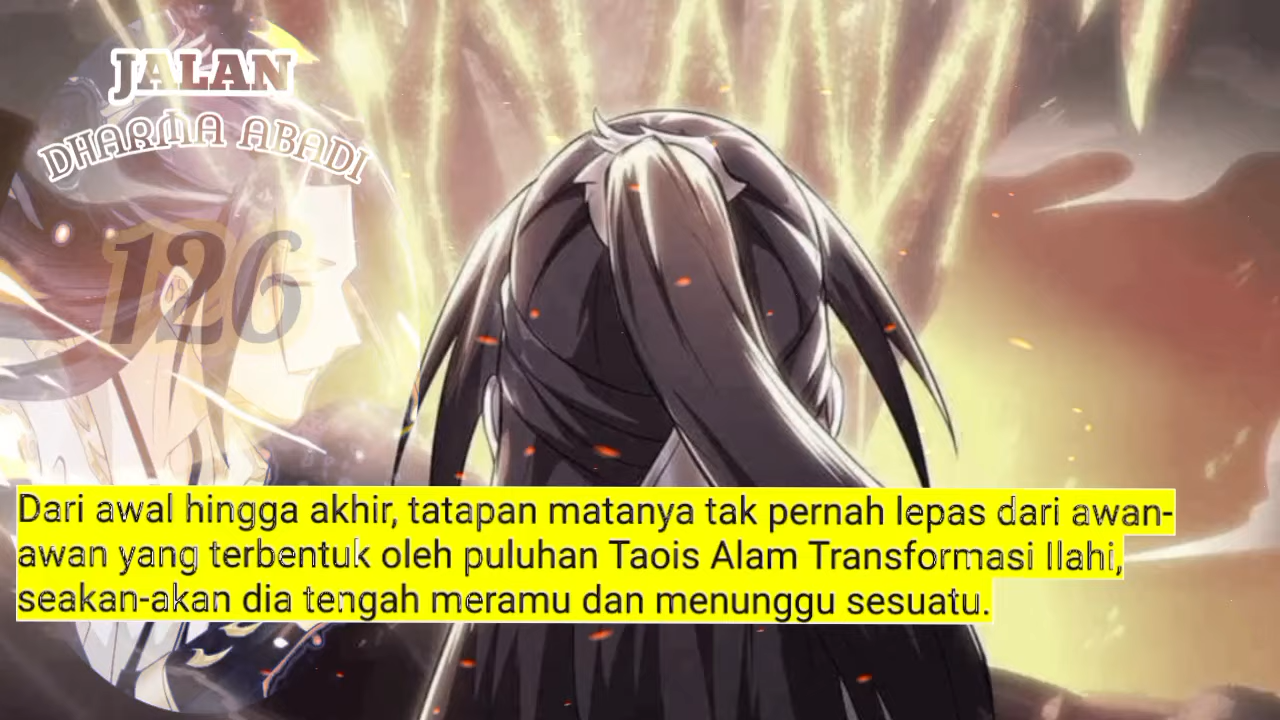 JALAN
DHARMA ABADI
126
Dari awal hingga akhir, tatapan matanya tak pernah lepas dari awan-
awan yang terbentuk oleh puluhan Taois Alam Transformasi Ilahi,
seakan-akan dia tengah meramu dan menunggu sesuatu.